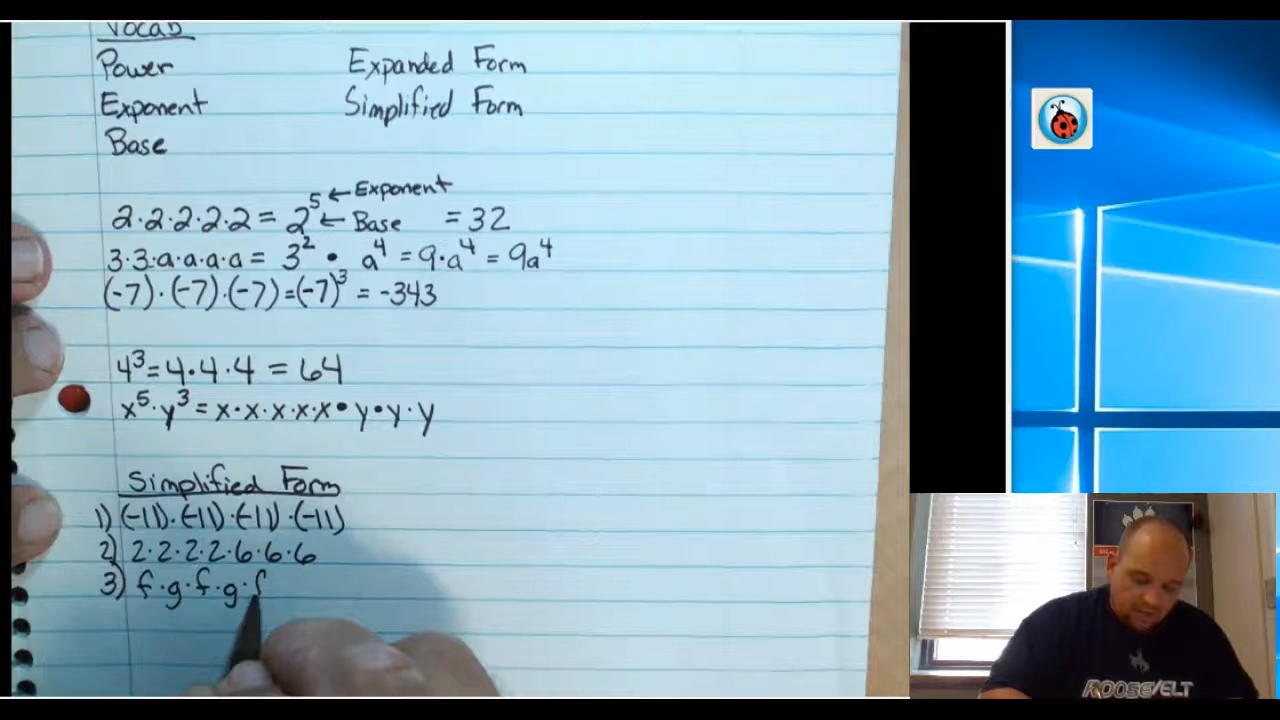 Vocab
Power Expanded Form
Exponent Simplified Form
Base
2·2·2·2·2 = 2⁵ ← Exponent ← Base = 32
3·3·a·a·a·a = 3² • a⁴ = 9·a⁴ = 9a⁴
(-7)·(-7)·(-7) = (-7)³ = -343
4³ = 4·4·4 = 64
x⁵·y³ = x·x·x·x·x•y•y·y
Simplified Form
1) (-11)·(-11)·(-11)·(-11)
2) 2·2·2·2·6·6·6
3) f·g·f·g·f
ROOSEVELT